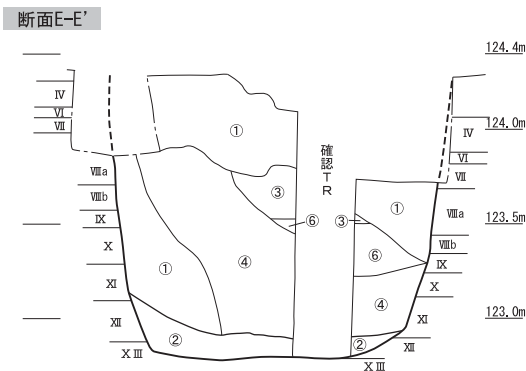 断面E-E’
124.4m
Ⅳ
Ⅵ
Ⅶ
①
124.0m
Ⅳ
Ⅵ
Ⅶ
確認TR
Ⅷa
Ⅷb
Ⅸ
Ⅹ
Ⅺ
Ⅻ
ⅩⅢ
③
⑥
③
①
Ⅷa
123.5m
①
④
⑥
Ⅷb
Ⅸ
Ⅹ
④
Ⅺ
123.0m
②
②
Ⅻ
ⅩⅢ